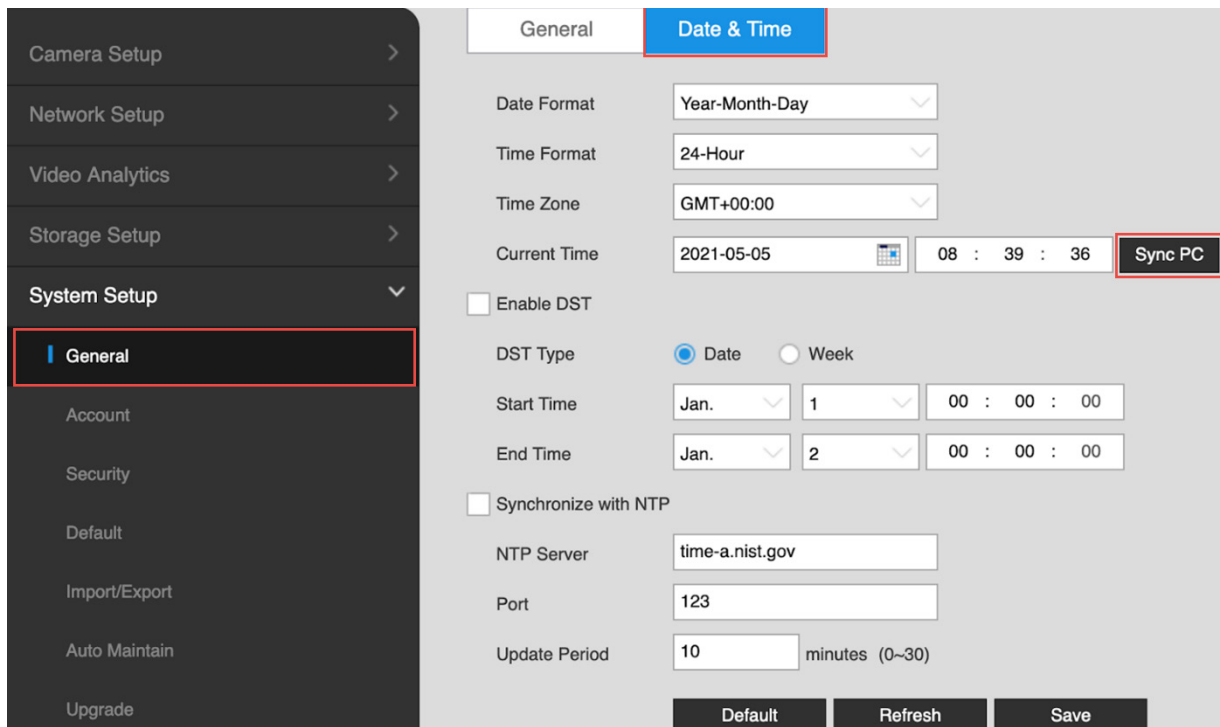 Camera Setup
Network Setup
Video Analytics
Storage Setup
System Setup
General
Account
Security
Default
Import/Export
Auto Maintain
Upgrade
General Date & Time
Date Format Year-Month-Day
Time Format 24-Hour
Time Zone GMT+00:00
Current Time 2021-05-05 08 : 39 : 36 Sync PC
Enable DST
DST Type Date Week
Start Time Jan. 1 00 : 00 : 00
End Time Jan. 2 00 : 00 : 00
Synchronize with NTP
NTP Server time-a.nist.gov
Port 123
Update Period 10 minutes (0~30)
Default Refresh Save